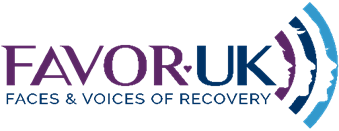 FAVOR♥UK
FACES & VOICES OF RECOVERY